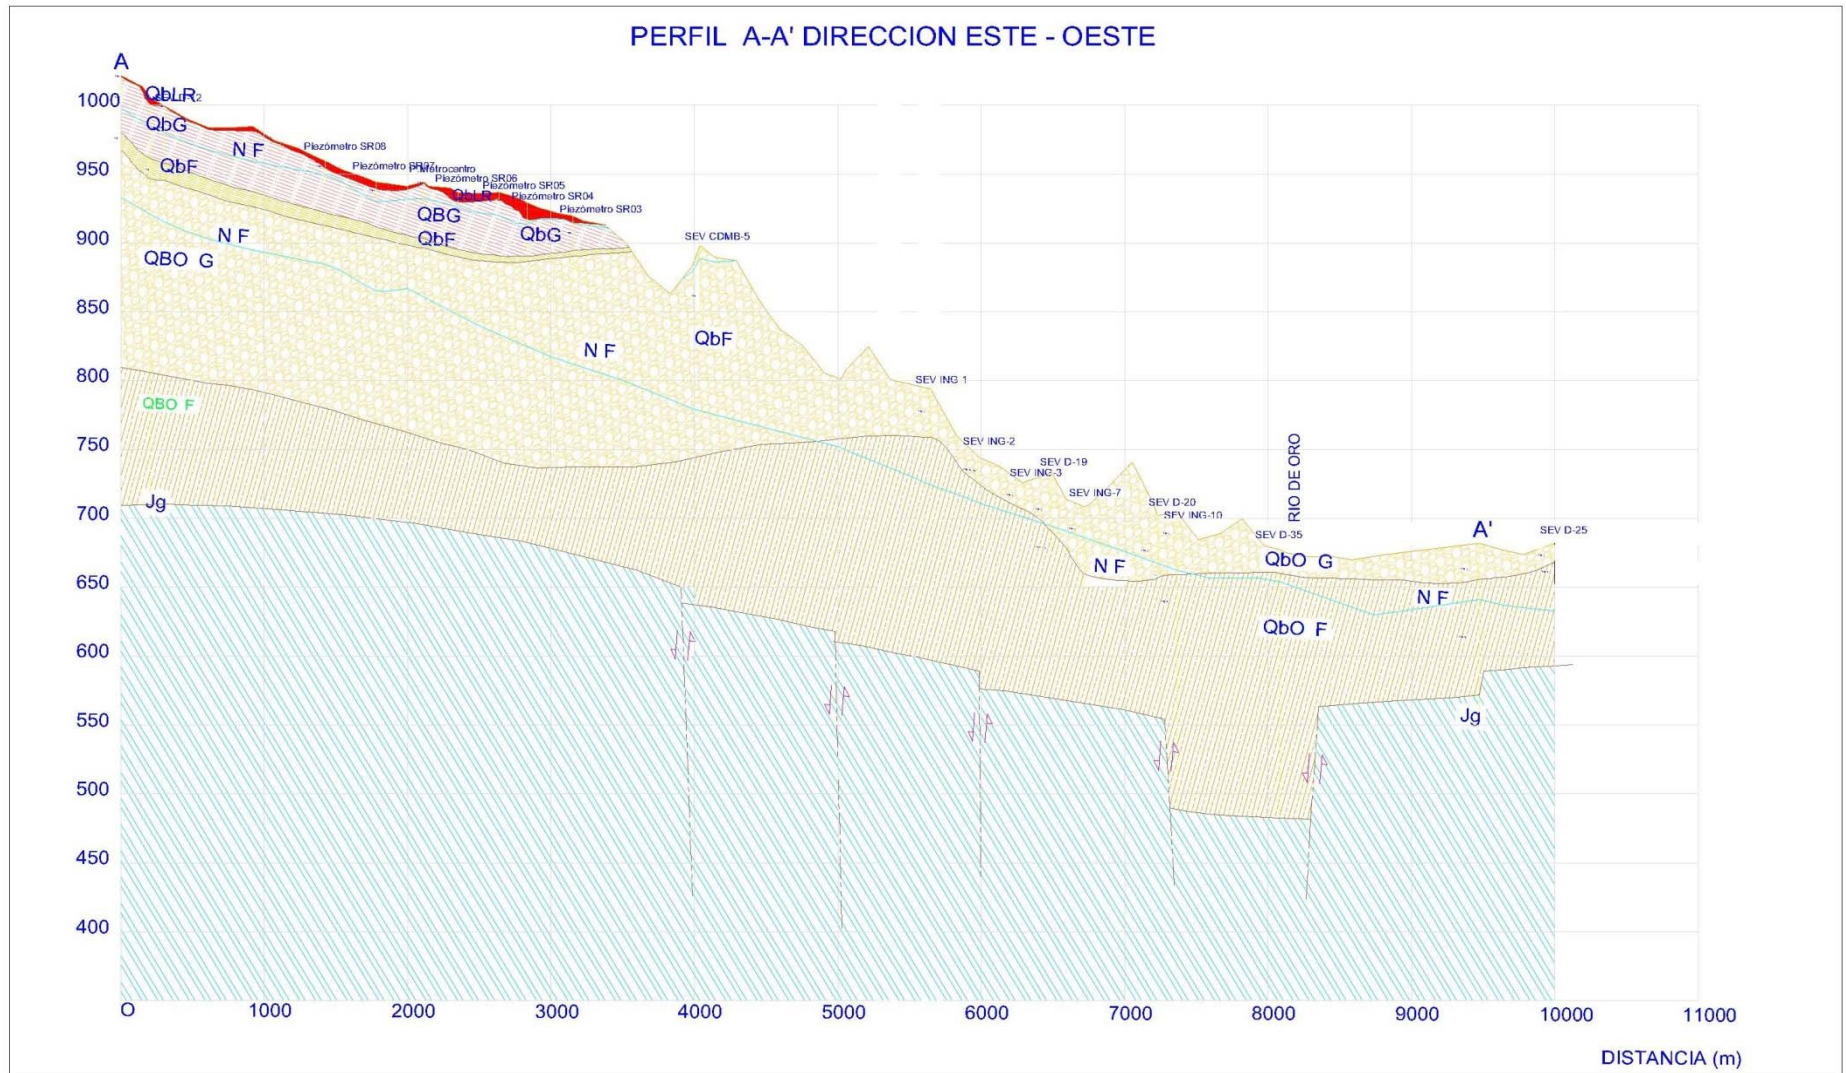 PERFIL A-A' DIRECCION ESTE - OESTE
A
1000
QbLR
QbG
N F
Piezómetro SR08
950
QbF
Piezómetro SR07
P Metrocentro
Piezómetro SR06
Piezómetro SR05
QbLR
Piezómetro SR04
Piezómetro SR03
QBG
900
N F
QbF
QbG
SEV CDMB-5
QBO G
850
N F
QbF
800
SEV ING 1
QBO F
750
SEV ING-2
SEV D-19
SEV ING-3
RIO DE ORO
Jg
SEV ING-7
SEV D-20
700
SEV ING-10
SEV D-35
A'
SEV D-25
QbO G
N F
650
N F
QbO F
600
550
Jg
500
450
400
O
1000
2000
3000
4000
5000
6000
7000
8000
9000
10000
11000
DISTANCIA (m)